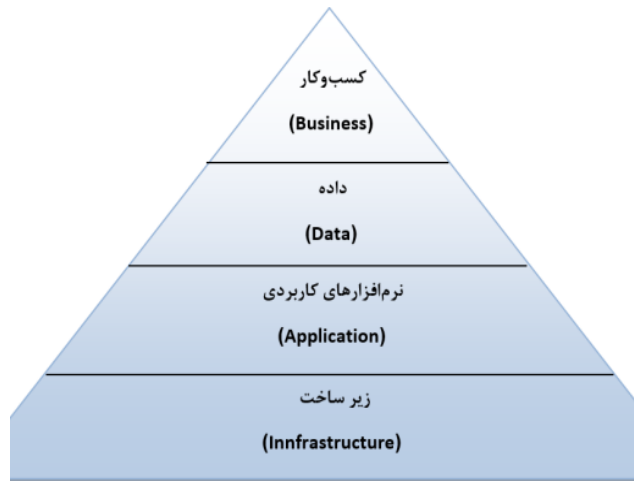 کسب‌وکار
(Business)
داده
(Data)
نرم‌افزارهای کاربردی
(Application)
زیر ساخت
(Innfrastructure)